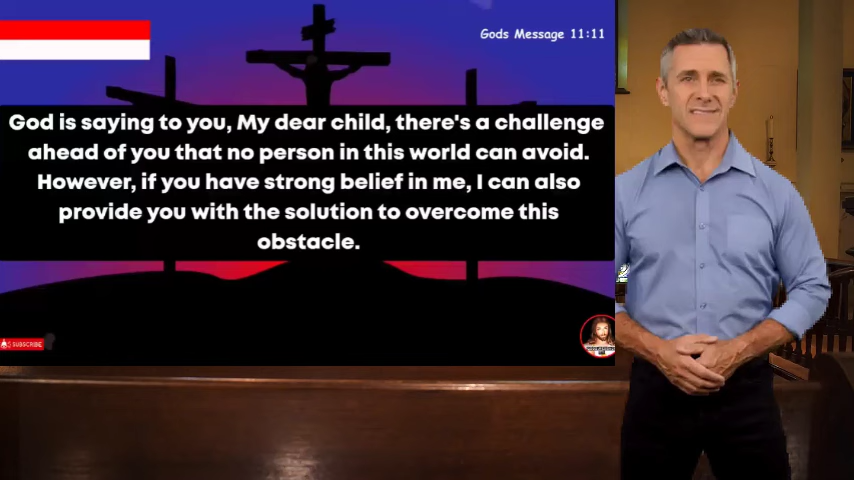 Gods Message 11:11
God is saying to you, My dear child, there's a challenge
ahead of you that no person in this world can avoid.
However, if you have strong belief in me, I can also
provide you with the solution to overcome this
obstacle.
SUBSCRIBE